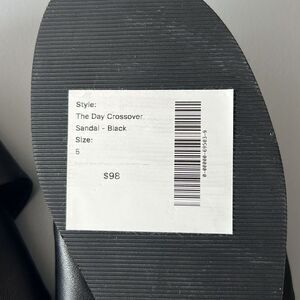 Style:
The Day Crossover
Sandal - Black
Size:
6
$98